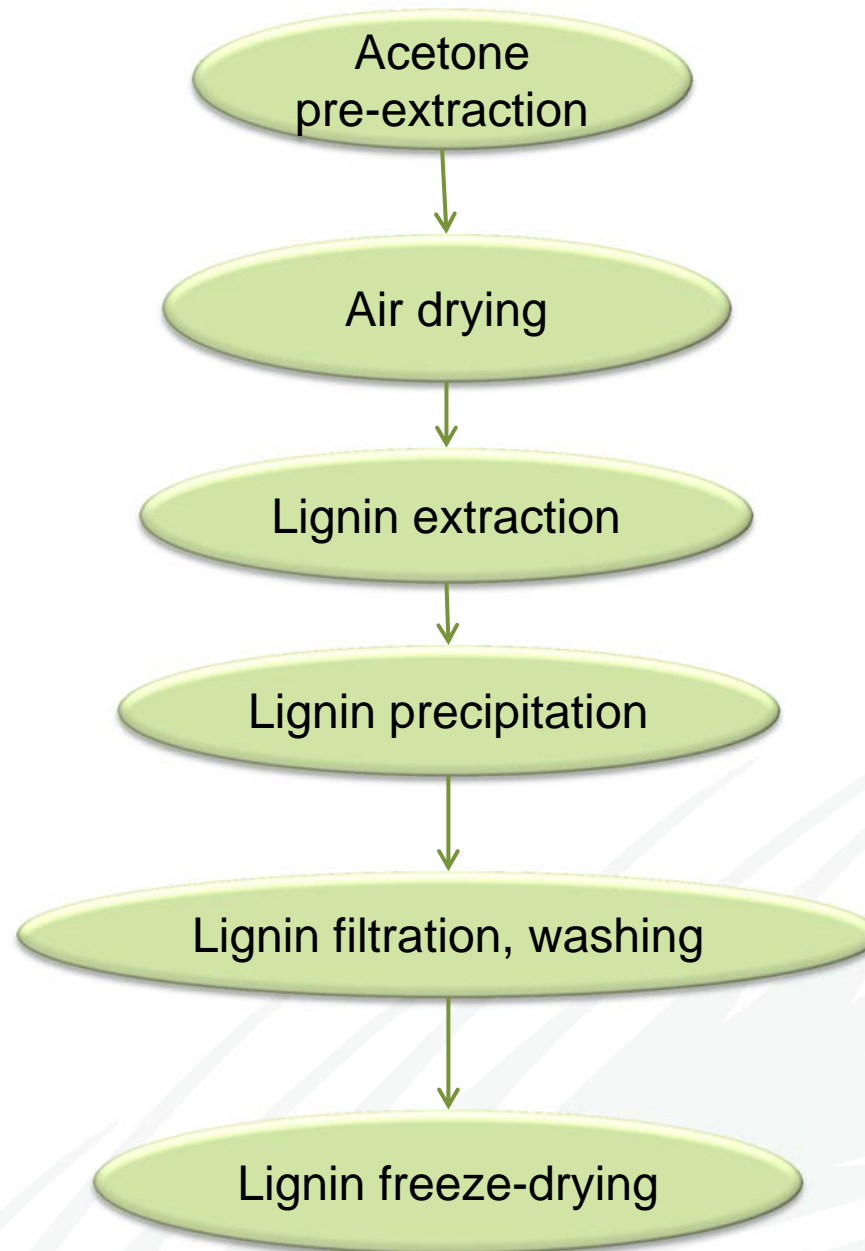 Acetone
pre-extraction
Air drying
Lignin extraction
Lignin precipitation
Lignin filtration, washing
Lignin freeze-drying